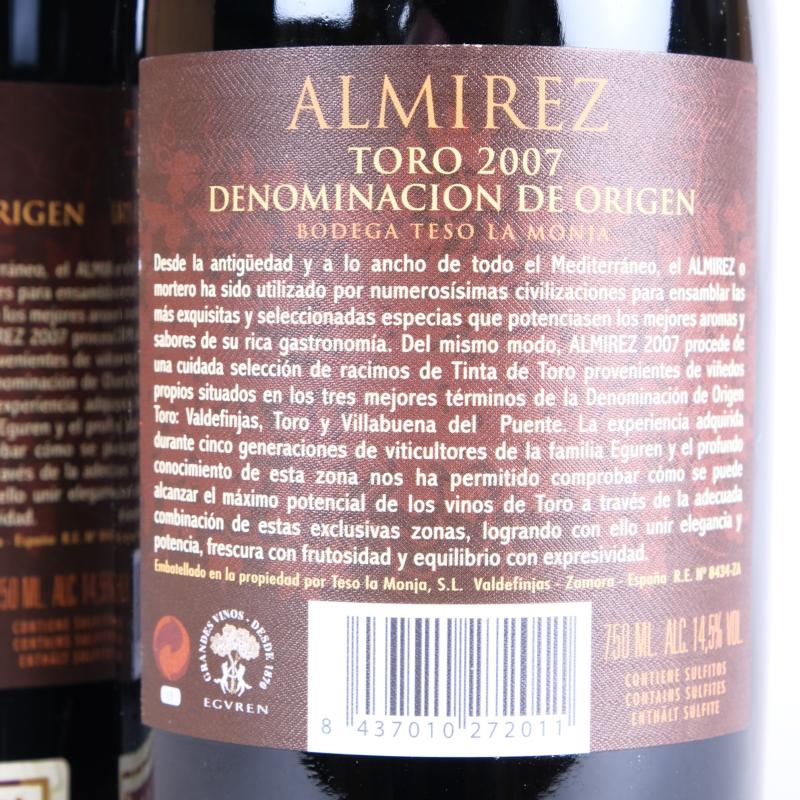 ALMIREZ
TORO 2007
DENOMINACION DE ORIGEN
BODEGA TESO LA MONJA
Desde la antigüedad y a lo ancho de todo el Mediterráneo, el ALMIREZ o
mortero ha sido utilizado por numerosísimas civilizaciones para ensamblar las
más exquisitas y seleccionadas especias que potenciasen los mejores aromas y
sabores de su rica gastronomía. Del mismo modo, ALMIREZ 2007 procede de
una cuidada selección de racimos de Tinta de Toro provenientes de viñedos
propios situados en los tres mejores términos de la Denominación de Origen
Toro: Valdefinjas, Toro y Villabuena del Puente. La experiencia adquirida
durante cinco generaciones de viticultores de la familia Eguren y el profundo
conocimiento de esta zona nos ha permitido comprobar cómo se puede
alcanzar el máximo potencial de los vinos de Toro a través de la adecuada
combinación de estas exclusivas zonas, logrando con ello unir elegancia y
potencia, frescura con frutosidad y equilibrio con expresividad.
Embotellado en la propiedad por Teso la Monja, S.L. Valdefinjas - Zamora - España R.E. Nº 8434-ZA
GRANDES VINOS - DESDE 1870
EGVREN
8 437010 272011
750 ML. ALC. 14,5% VOL.
CONTIENE SULFITOS
CONTAINS SULFITES
ENTHÄLT SULFITE